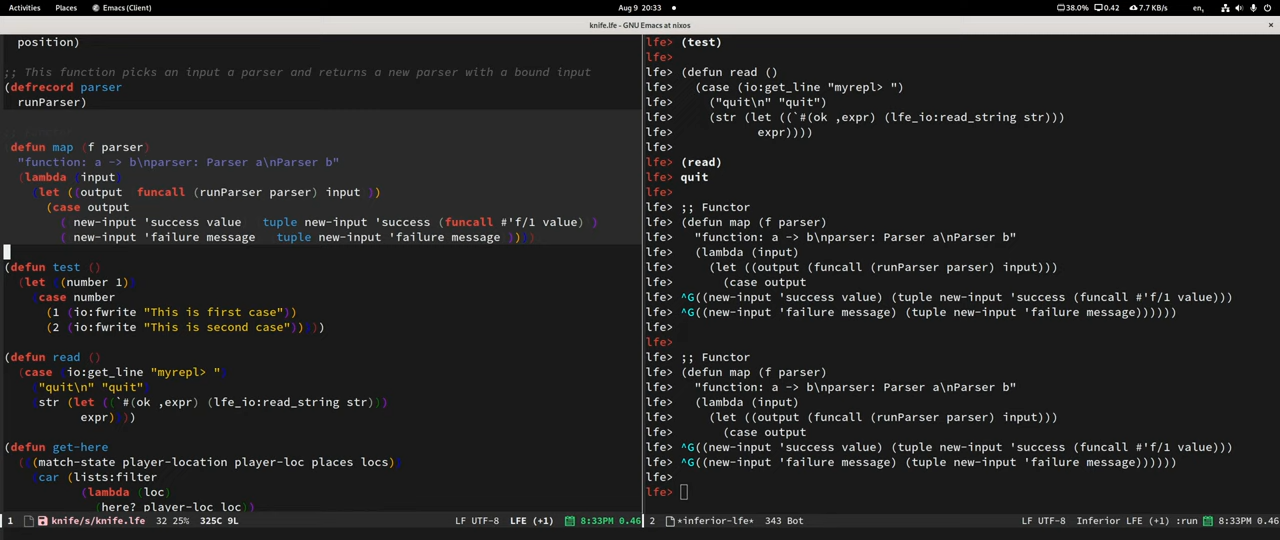 Activities Places Emacs (Client) Aug 9 20:33 38.0% 0.42 7.7 KB/s en,
knife.lfe - GNU Emacs at nixos
position)
;; This function picks an input a parser and returns a new parser with a bound input
(defrecord parser
runParser)
;; Functor
defun map (f parser)
"function: a -> b\nparser: Parser a\nParser b"
(lambda (input)
(let ((output funcall (runParser parser) input ))
(case output
( new-input 'success value tuple new-input 'success (funcall #'f/1 value) )
( new-input 'failure message tuple new-input 'failure message ))))
(defun test ()
(let ((number 1))
(case number
(1 (io:fwrite "This is first case"))
(2 (io:fwrite "This is second case")))))
(defun read ()
(case (io:get_line "myrepl> ")
("quit\n" "quit")
(str (let ((`#(ok ,expr) (lfe_io:read_string str)))
expr))))
(defun get-here
(((match-state player-location player-loc places locs)
(car (lists:filter
(lambda (loc)
(here? player-loc loc))
1 knife/s/knife.lfe 32 25% 325C 9L LF UTF-8 LFE (+1) 8:33PM 0.46
lfe> (test)
lfe>
lfe> (defun read ()
lfe> (case (io:get_line "myrepl> ")
lfe> ("quit\n" "quit")
lfe> (str (let ((`#(ok ,expr) (lfe_io:read_string str)))
lfe> expr))))
lfe>
lfe> (read)
lfe> quit
lfe>
lfe> ;; Functor
lfe> (defun map (f parser)
lfe> "function: a -> b\nparser: Parser a\nParser b"
lfe> (lambda (input)
lfe> (let ((output (funcall (runParser parser) input)))
lfe> (case output
lfe> ^G((new-input 'success value) (tuple new-input 'success (funcall #'f/1 value)))
lfe> ^G((new-input 'failure message) (tuple new-input 'failure message))))))
lfe>
lfe>
lfe> ;; Functor
lfe> (defun map (f parser)
lfe> "function: a -> b\nparser: Parser a\nParser b"
lfe> (lambda (input)
lfe> (let ((output (funcall (runParser parser) input)))
lfe> (case output
lfe> ^G((new-input 'success value) (tuple new-input 'success (funcall #'f/1 value)))
lfe> ^G((new-input 'failure message) (tuple new-input 'failure message))))))
lfe>
lfe>
2 *inferior-lfe* 343 Bot LF UTF-8 Inferior LFE (+1) :run 8:33PM 0.46